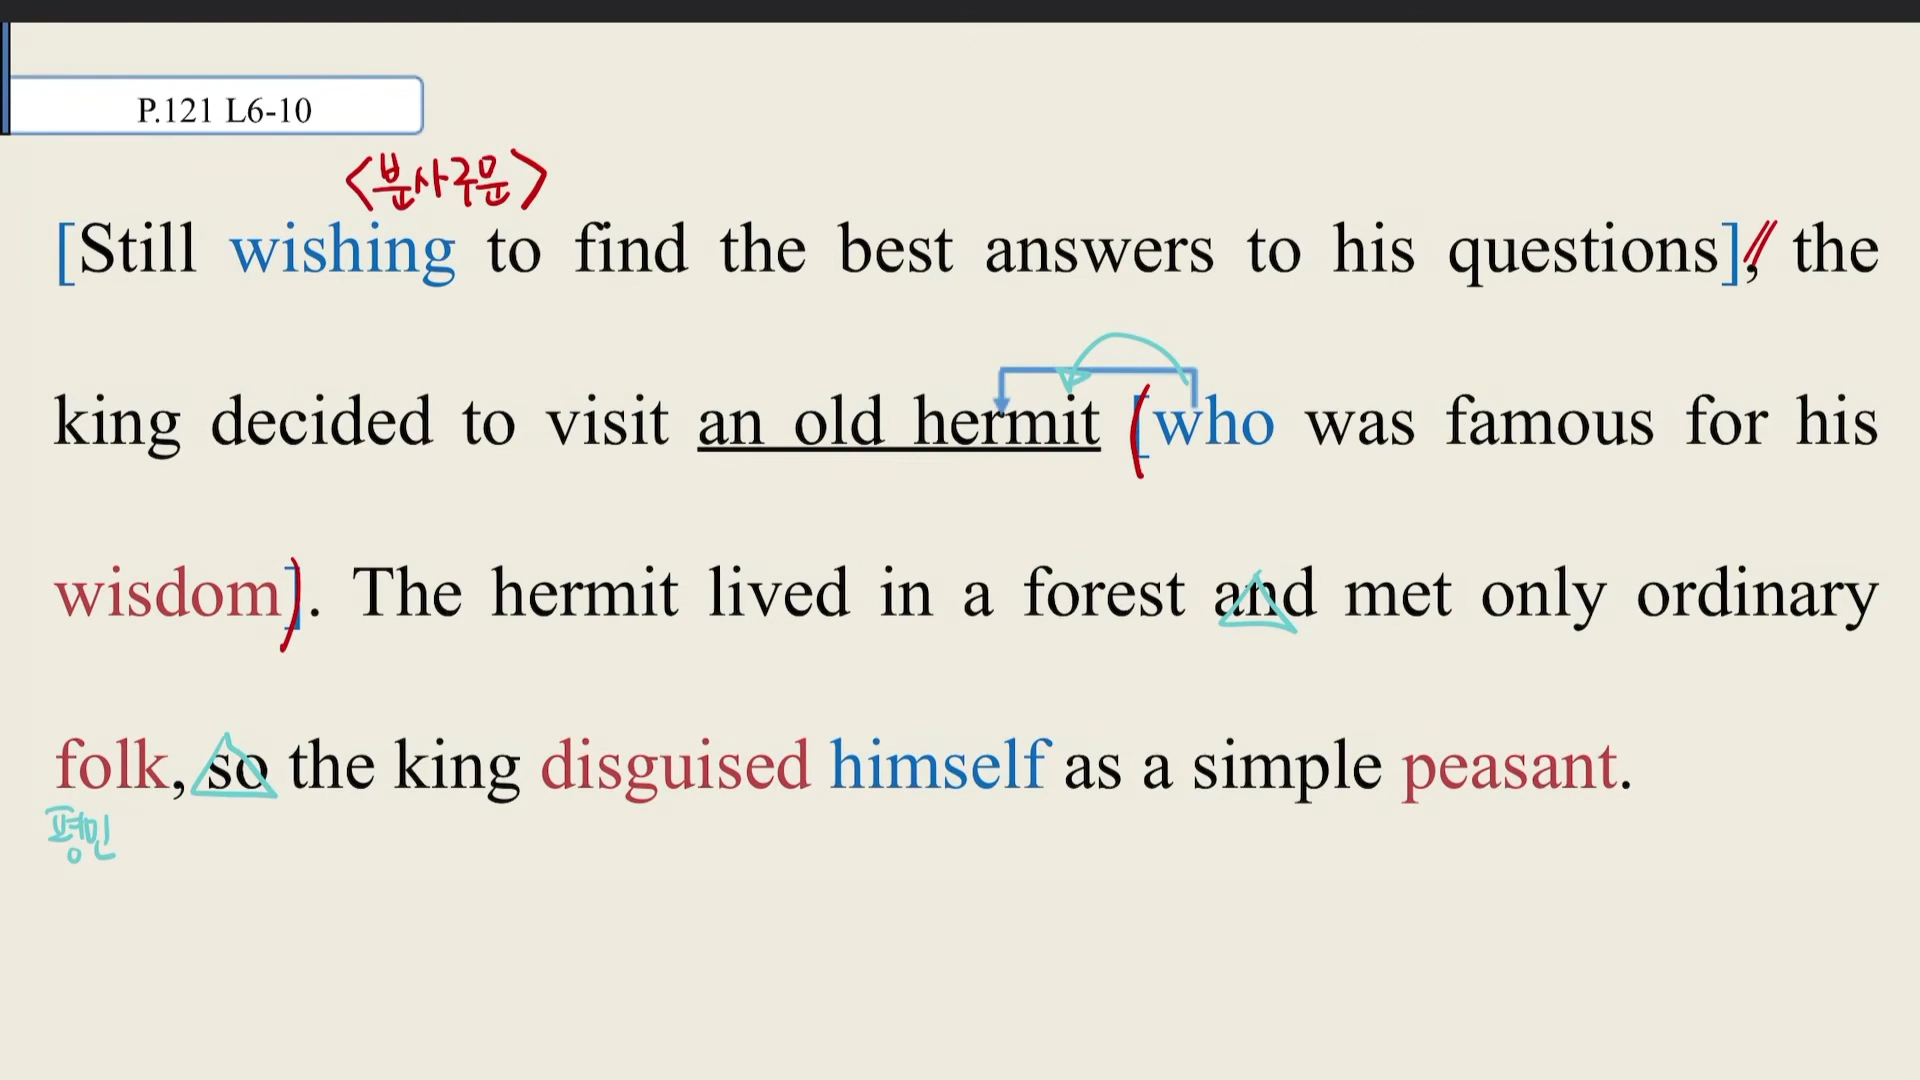 P.121 L6-10
<분사구문>
[Still wishing to find the best answers to his questions], the
king decided to visit an old hermit [who was famous for his
wisdom]. The hermit lived in a forest and met only ordinary
folk, so the king disguised himself as a simple peasant.
평민